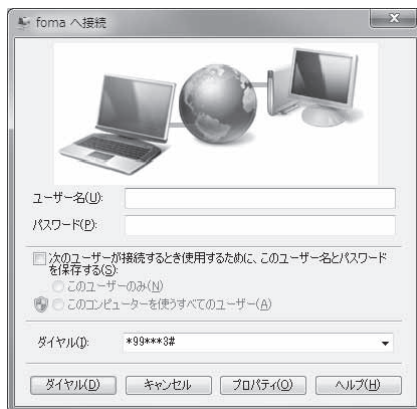 foma へ接続
ユーザー名(U):
パスワード(P):
次のユーザーが接続するとき使用するために、このユーザー名とパスワード
を保存する(S):
このユーザーのみ(N)
このコンピューターを使うすべてのユーザー(A)
ダイヤル(I): *99***3#
ダイヤル(D) キャンセル プロパティ(O) ヘルプ(H)